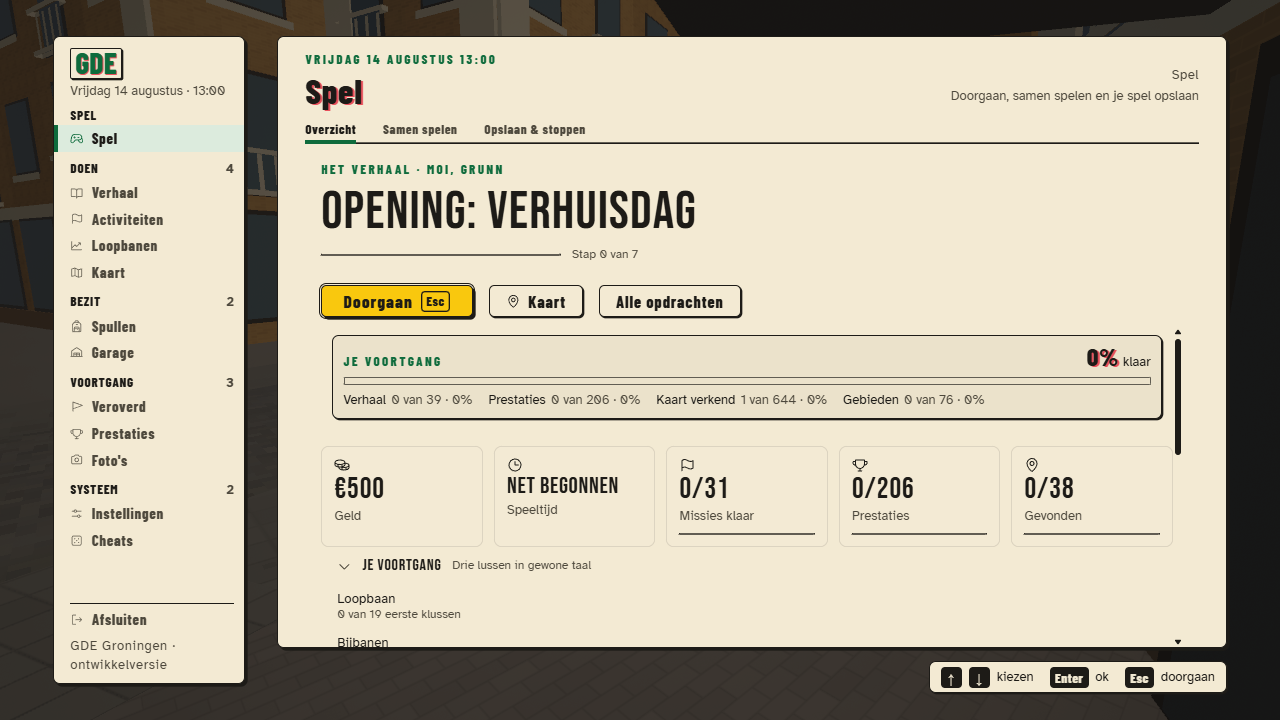 GDE
Vrijdag 14 augustus · 13:00
SPEL
Spel
DOEN 4
Verhaal
Activiteiten
Loopbanen
Kaart
BEZIT 2
Spullen
Garage
VOORTGANG 3
Veroverd
Prestaties
Foto's
SYSTEEM 2
Instellingen
Cheats
Afsluiten
GDE Groningen ·
ontwikkelversie
VRIJDAG 14 AUGUSTUS 13:00
Spel
Spel
Doorgaan, samen spelen en je spel opslaan
Overzicht Samen spelen Opslaan & stoppen
HET VERHAAL · MOI, GRUNN
OPENING: VERHUISDAG
Stap 0 van 7
Doorgaan Esc Kaart Alle opdrachten
JE VOORTGANG 0% klaar
Verhaal 0 van 39 · 0% Prestaties 0 van 206 · 0% Kaart verkend 1 van 644 · 0% Gebieden 0 van 76 · 0%
€500 NET BEGONNEN 0/31 0/206 0/38
Geld Speeltijd Missies klaar Prestaties Gevonden
JE VOORTGANG Drie lussen in gewone taal
Loopbaan
0 van 19 eerste klussen
Bijbanen
↑ ↓ kiezen Enter ok Esc doorgaan